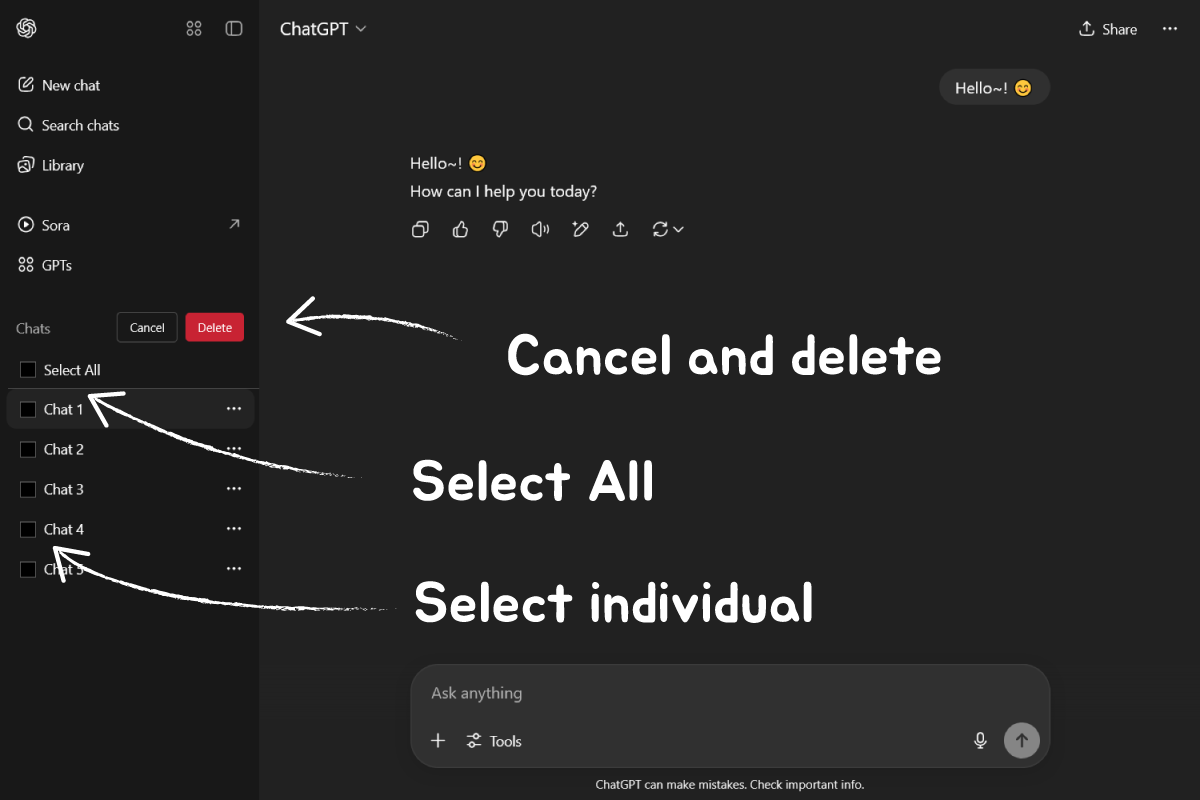 ChatGPT
Share
New chat
Search chats
Library
Sora
GPTs
Chats
Cancel
Delete
Select All
Chat 1
Chat 2
Chat 3
Chat 4
Chat 5
Hello~! 😊
Hello~! 😊
How can I help you today?
Cancel and delete
Select All
Select individual
Ask anything
Tools
ChatGPT can make mistakes. Check important info.